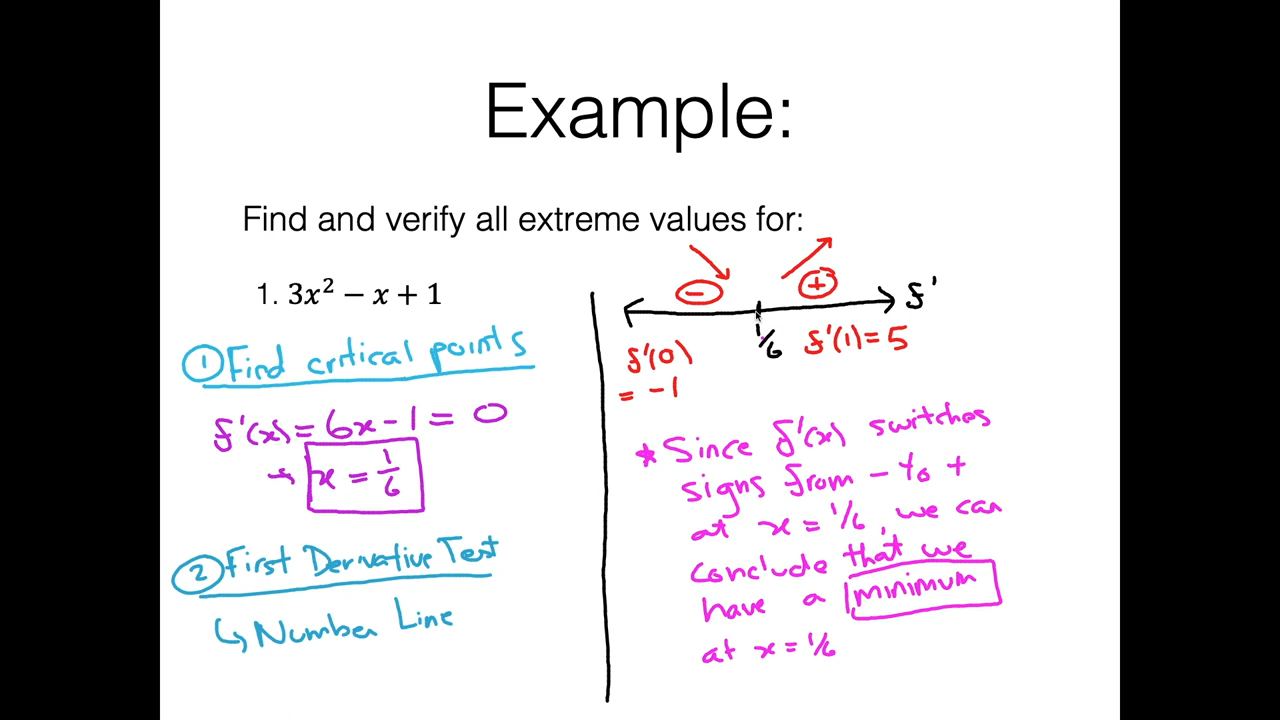 Example:
Find and verify all extreme values for:
1. 3x² − x + 1
① Find critical points
f'(x) = 6x − 1 = 0
→ x = 1/6
② First Derivative Test
↳ Number Line
− + f'
1/6
f'(0)
= −1
f'(1) = 5
* Since f'(x) switches
signs from − to +
at x = 1/6, we can
conclude that we
have a minimum
at x = 1/6